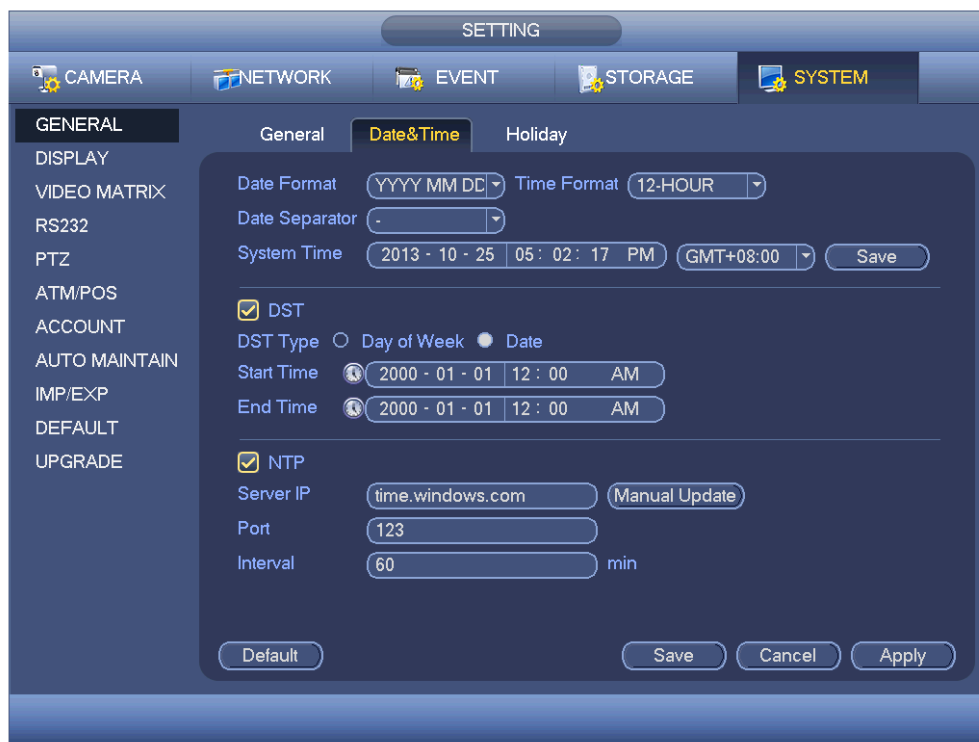 SETTING
CAMERA NETWORK EVENT STORAGE SYSTEM
GENERAL
DISPLAY
VIDEO MATRIX
RS232
PTZ
ATM/POS
ACCOUNT
AUTO MAINTAIN
IMP/EXP
DEFAULT
UPGRADE
General Date&Time Holiday
Date Format YYYY MM DD Time Format 12-HOUR
Date Separator -
System Time 2013 - 10 - 25 05 : 02 : 17 PM GMT+08:00 Save
DST
DST Type Day of Week Date
Start Time 2000 - 01 - 01 12 : 00 AM
End Time 2000 - 01 - 01 12 : 00 AM
NTP
Server IP time.windows.com Manual Update
Port 123
Interval 60 min
Default Save Cancel Apply